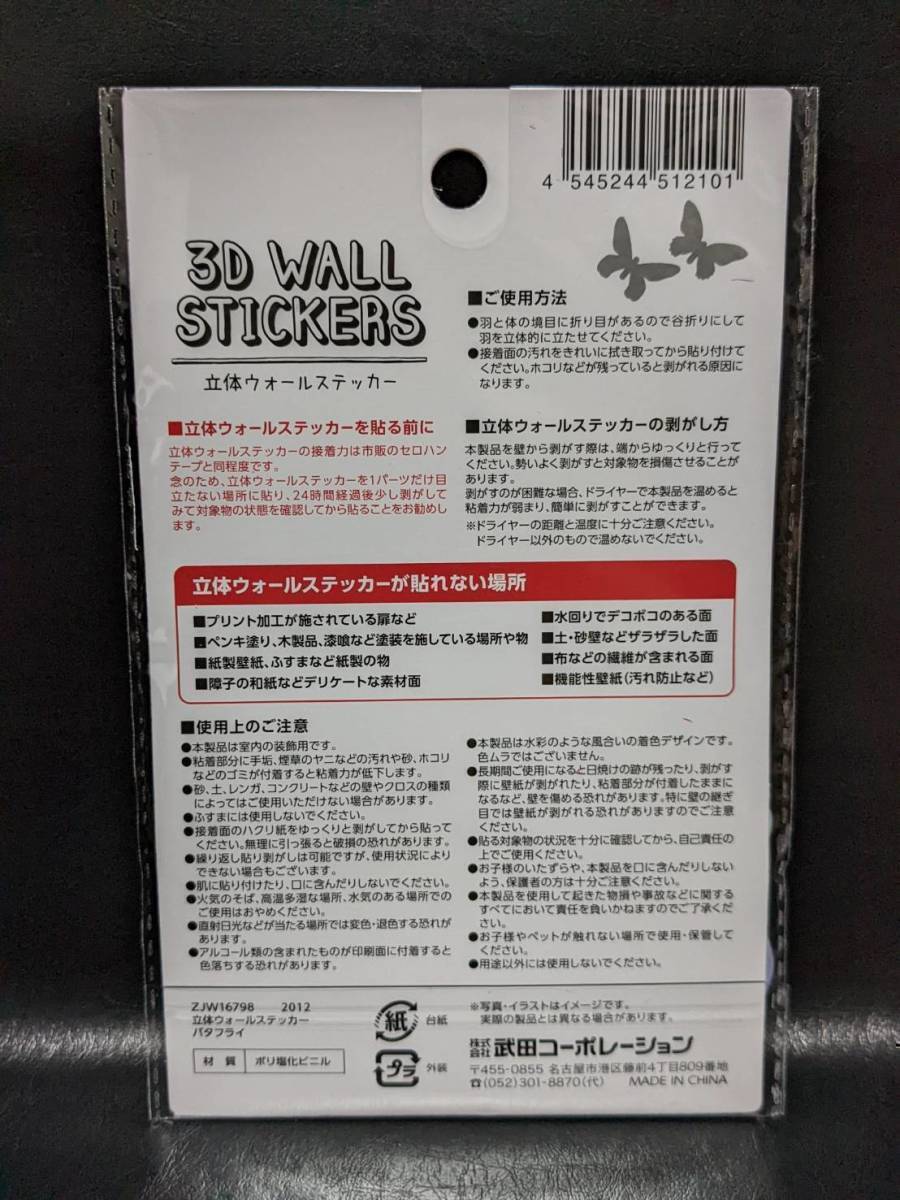 4 545244 512101
3D WALL
STICKERS
立体ウォールステッカー
■ご使用方法
●羽と体の境目に折り目があるので谷折りにして
羽を立体的に立たせてください。
●接着面の汚れをきれいに拭き取ってから貼り付けて
ください。ホコリなどが残っていると剥がれる原因に
なります。
■立体ウォールステッカーを貼る前に
立体ウォールステッカーの接着力は市販のセロハン
テープと同程度です。
念のため、立体ウォールステッカーを1パーツだけ目
立たない場所に貼り、24時間経過後少し剥がして
みて対象物の状態を確認してから貼ることをお勧めし
ます。
■立体ウォールステッカーの剥がし方
本製品を壁から剥がす際は、端からゆっくりと行って
ください。勢いよく剥がすと対象物を損傷させることが
あります。
剥がすのが困難な場合、ドライヤーで本製品を温めると
粘着力が弱まり、簡単に剥がすことができます。
※ドライヤーの距離と温度に十分ご注意ください。
ドライヤー以外のもので温めないでください。
立体ウォールステッカーが貼れない場所
■プリント加工が施されている扉など
■ペンキ塗り、木製品、漆喰など塗装を施している場所や物
■紙製壁紙、ふすまなど紙製の物
■障子の和紙などデリケートな素材面
■水回りでデコボコのある面
■土・砂壁などザラザラした面
■布などの繊維が含まれる面
■機能性壁紙(汚れ防止など)
■使用上のご注意
●本製品は室内の装飾用です。
●粘着部分に手垢、煙草のヤニなどの汚れや砂、ホコリ
などのゴミが付着すると粘着力が低下します。
●砂、土、レンガ、コンクリートなどの壁やクロスの種類
によってはご使用いただけない場合があります。
●ふすまには使用しないでください。
●接着面のハクリ紙をゆっくりと剥がしてから貼って
ください。無理に引っ張ると破損の恐れがあります。
●繰り返し貼り剥がしは可能ですが、使用状況により
できない場合もございます。
●肌に貼り付けたり、口に含んだりしないでください。
●火気のそば、高温多湿な場所、水気のある場所での
ご使用はおやめください。
●直射日光などが当たる場所では変色・退色する恐れが
あります。
●アルコール類の含まれたものが印刷面に付着すると
色落ちする恐れがあります。
●本製品は水彩のような風合いの着色デザインです。
色ムラではございません。
●長期間ご使用になると日焼けの跡が残ったり、剥がす
際に壁紙が剥がれたり、粘着部分が付着したままに
なるなど、壁を傷める恐れがあります。特に壁の継ぎ
目では壁紙が剥がれる恐れがありますのでご注意
ください。
●貼る対象物の状況を十分に確認してから、自己責任の
上でご使用ください。
●お子様のいたずらや、本製品を口に含んだりしない
よう、保護者の方は十分ご注意ください。
●本製品を使用して起きた物損や事故などに関する
すべてにおいて責任を負いかねますのでご了承くだ
さい。
●お子様やペットが触れない場所で使用・保管して
ください。
●用途以外には使用しないでください。
ZJW16798 2012
立体ウォールステッカー
バタフライ
材質 ポリ塩化ビニル
紙 台紙
プラ 外装
※写真・イラストはイメージです。
実際の製品とは異なる場合があります。
株式会社 武田コーポレーション
〒455-0855 名古屋市港区藤前4丁目809番地
☎(052)301-8870(代) MADE IN CHINA